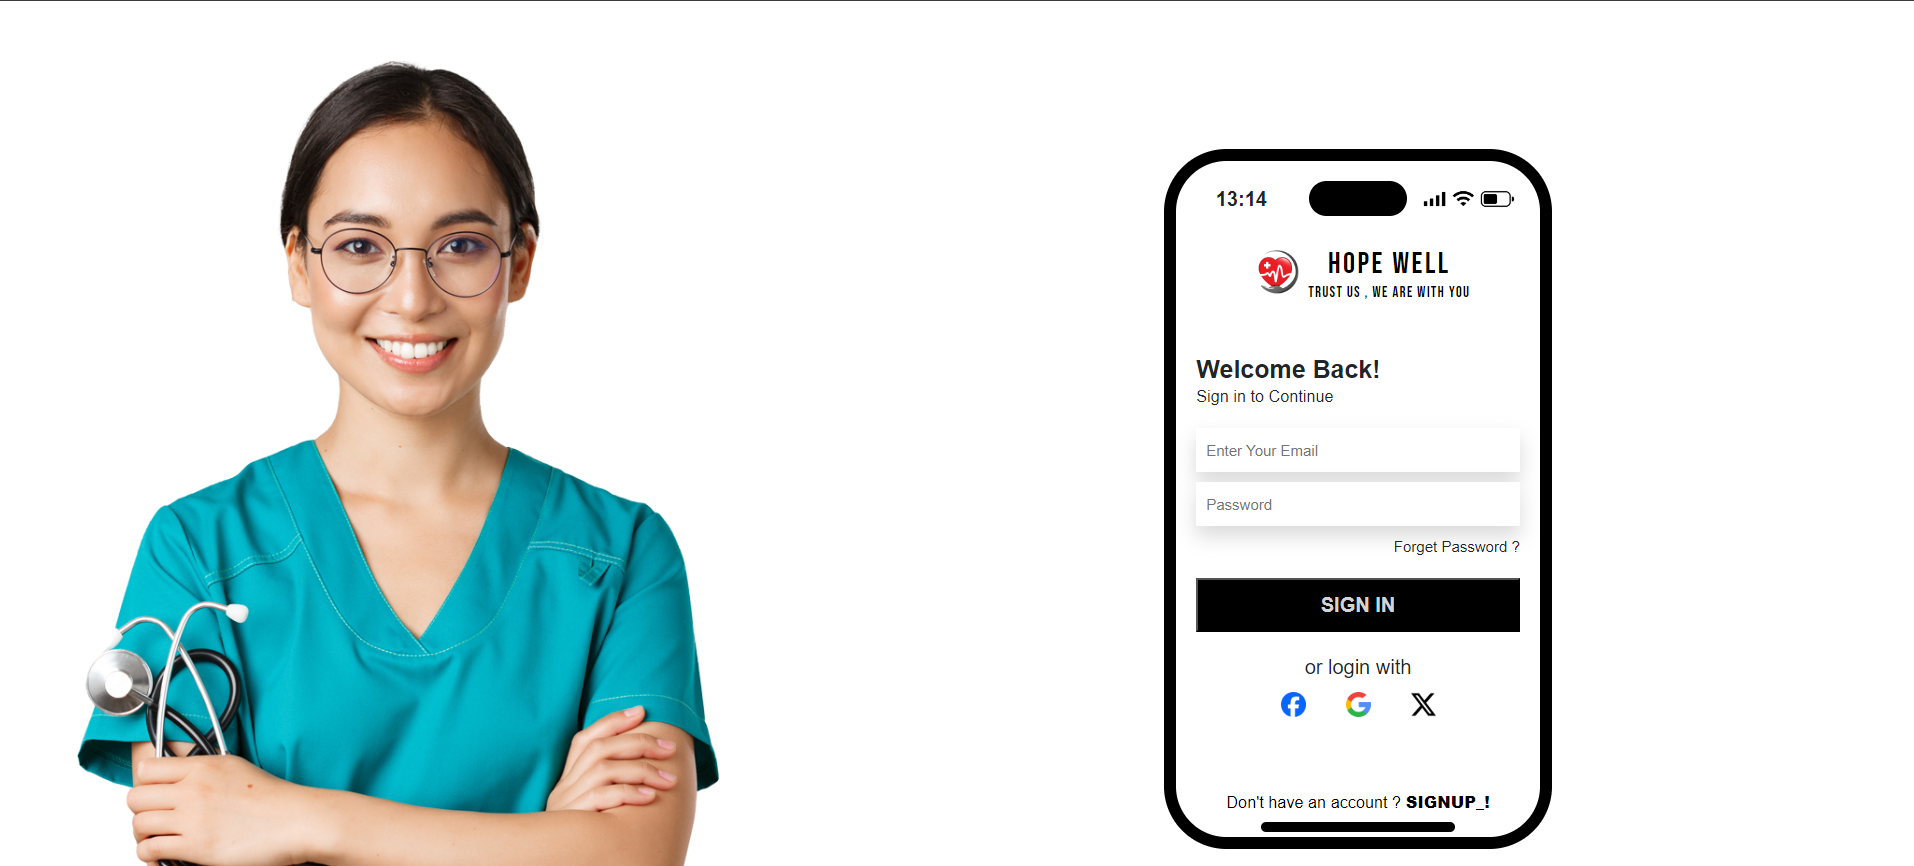 13:14
HOPE WELL
TRUST US , WE ARE WITH YOU
Welcome Back!
Sign in to Continue
Enter Your Email
Password
Forget Password ?
SIGN IN
or login with
Don't have an account ? SIGNUP_!